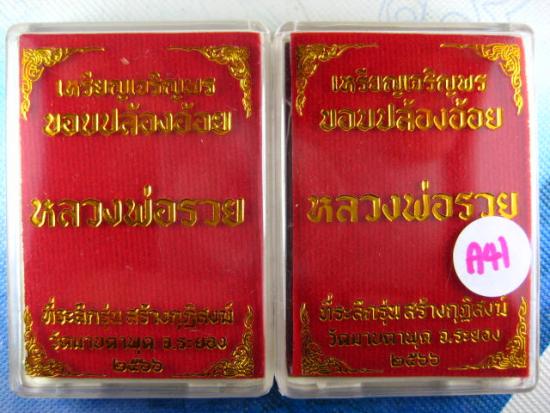 เหรียญเจริญพร
ขอบปล้องอ้อย
หลวงพ่อรวย
ที่ระลึกรุ่น สร้างกุฏิสงฆ์
วัดมาบตาพุด จ.ระยอง
๒๕๖๖
เหรียญเจริญพร
ขอบปล้องอ้อย
หลวงพ่อรวย
A41
ที่ระลึกรุ่น สร้างกุฏิสงฆ์
วัดมาบตาพุด จ.ระยอง
๒๕๖๖